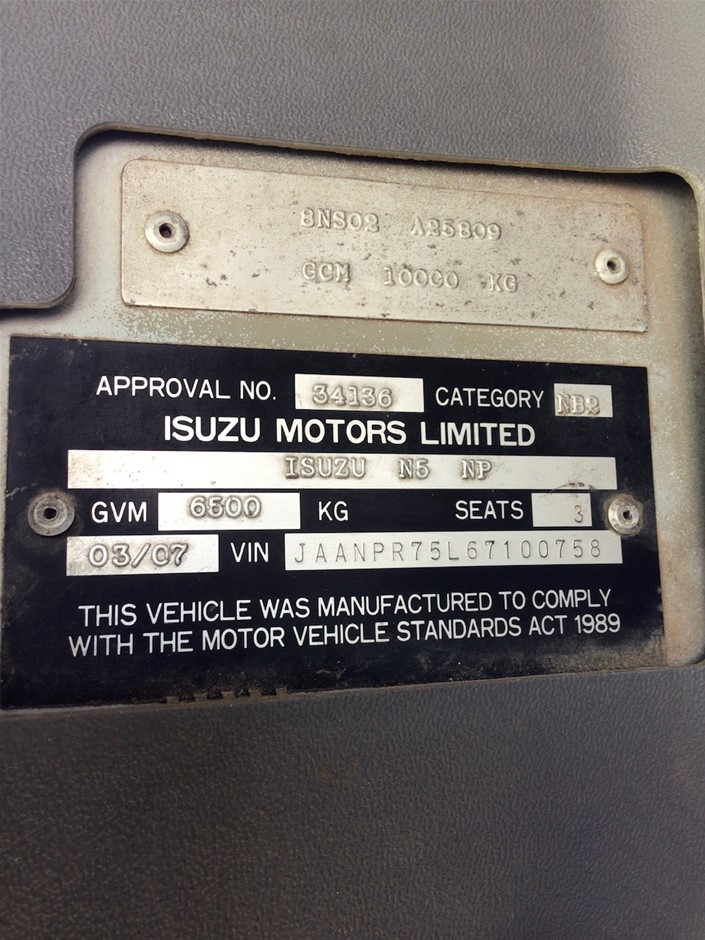 8NS02 A25809
GCM 10000 KG
APPROVAL NO. 34136 CATEGORY NB2
ISUZU MOTORS LIMITED
ISUZU N5 NP
GVM 6500 KG SEATS 3
03/07 VIN JAANPR75L67100758
THIS VEHICLE WAS MANUFACTURED TO COMPLY
WITH THE MOTOR VEHICLE STANDARDS ACT 1989